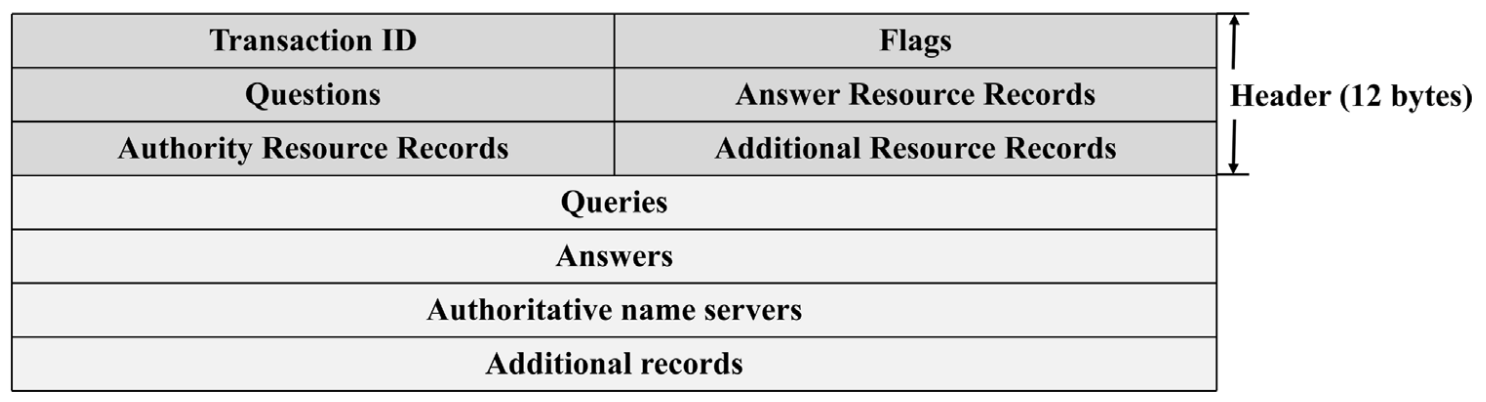 Transaction ID
Flags
Questions
Answer Resource Records
Header (12 bytes)
Authority Resource Records
Additional Resource Records
Queries
Answers
Authoritative name servers
Additional records